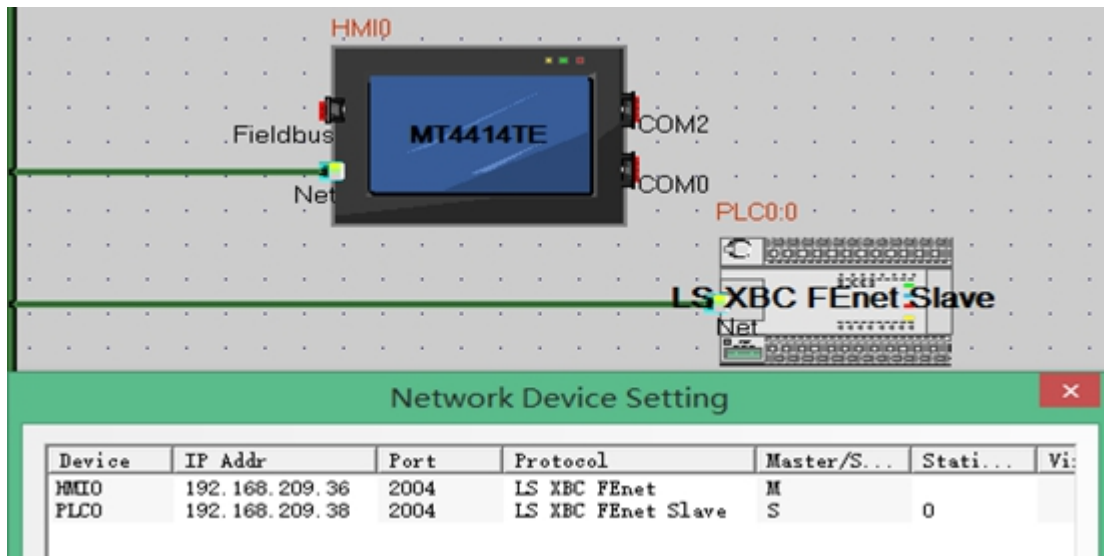 HMI0
Fieldbus
MT4414TE
COM2
Net
COM0
PLC0:0
LS XBC FEnet Slave
Net
Network Device Setting
Device IP Addr Port Protocol Master/S... Stati... Vi
HMI0 192.168.209.36 2004 LS XBC FEnet M
PLC0 192.168.209.38 2004 LS XBC FEnet Slave S 0